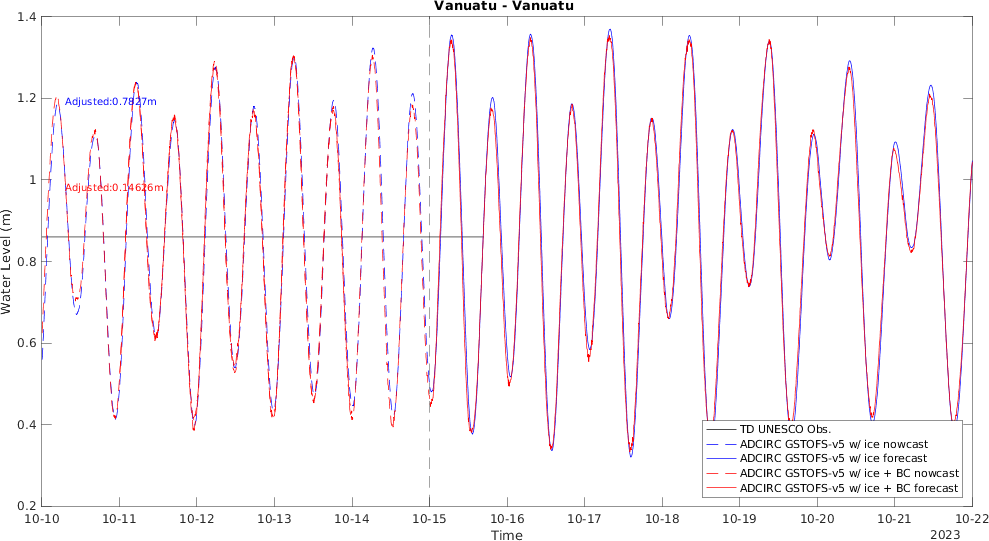 Vanuatu - Vanuatu
1.4
1.2
1
0.8
0.6
0.4
0.2
Water Level (m)
Adjusted:0.7827m
Adjusted:0.14626m
TD UNESCO Obs.
ADCIRC GSTOFS-v5 w/ ice nowcast
ADCIRC GSTOFS-v5 w/ ice forecast
ADCIRC GSTOFS-v5 w/ ice + BC nowcast
ADCIRC GSTOFS-v5 w/ ice + BC forecast
10-10 10-11 10-12 10-13 10-14 10-15 10-16 10-17 10-18 10-19 10-20 10-21 10-22
Time
2023